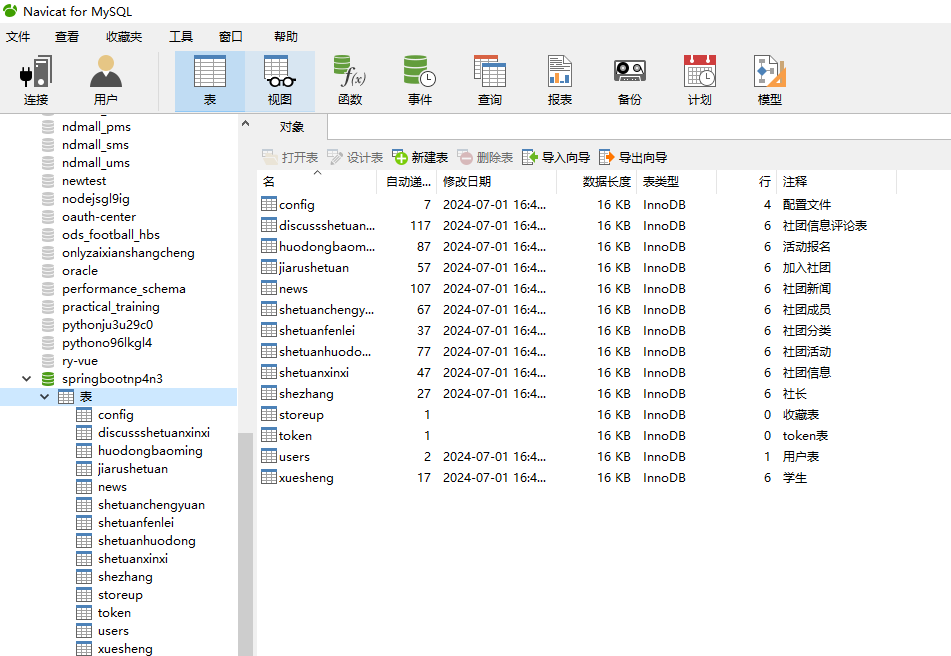 Navicat for MySQL
文件 查看 收藏夹 工具 窗口 帮助
连接 用户 表 视图 函数 事件 查询 报表 备份 计划 模型
ndmall_pms
ndmall_sms
ndmall_ums
newtest
nodejsgl9ig
oauth-center
ods_football_hbs
onlyzaixianshangcheng
oracle
performance_schema
practical_training
pythonju3u29c0
pythono96lkgl4
ry-vue
springbootnp4n3
表
config
discussshetuanxinxi
huodongbaoming
jiarushetuan
news
shetuanchengyuan
shetuanfenlei
shetuanhuodong
shetuanxinxi
shezhang
storeup
token
users
xuesheng
对象
打开表 设计表 新建表 删除表 导入向导 导出向导
名 自动递... 修改日期 数据长度 表类型 行 注释
config 7 2024-07-01 16:4... 16 KB InnoDB 4 配置文件
discussshetuan... 117 2024-07-01 16:4... 16 KB InnoDB 6 社团信息评论表
huodongbaom... 87 2024-07-01 16:4... 16 KB InnoDB 6 活动报名
jiarushetuan 57 2024-07-01 16:4... 16 KB InnoDB 6 加入社团
news 107 2024-07-01 16:4... 16 KB InnoDB 6 社团新闻
shetuanchengy... 67 2024-07-01 16:4... 16 KB InnoDB 6 社团成员
shetuanfenlei 37 2024-07-01 16:4... 16 KB InnoDB 6 社团分类
shetuanhuodo... 77 2024-07-01 16:4... 16 KB InnoDB 6 社团活动
shetuanxinxi 47 2024-07-01 16:4... 16 KB InnoDB 6 社团信息
shezhang 27 2024-07-01 16:4... 16 KB InnoDB 6 社长
storeup 1 16 KB InnoDB 0 收藏表
token 1 16 KB InnoDB 0 token表
users 2 2024-07-01 16:4... 16 KB InnoDB 1 用户表
xuesheng 17 2024-07-01 16:4... 16 KB InnoDB 6 学生